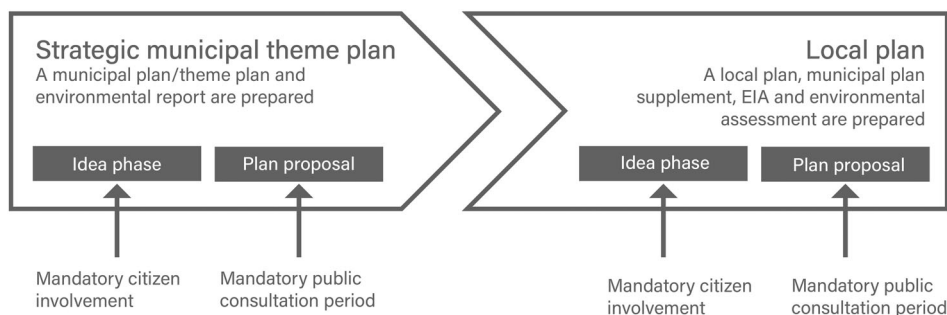 Strategic municipal theme plan
A municipal plan/theme plan and
environmental report are prepared
Idea phase
Plan proposal
Mandatory citizen
involvement
Mandatory public
consultation period
Local plan
A local plan, municipal plan
supplement, EIA and environmental
assessment are prepared
Idea phase
Plan proposal
Mandatory citizen
involvement
Mandatory public
consultation period